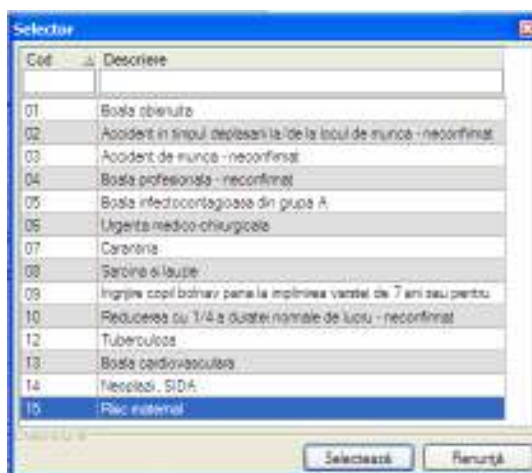 Selector
Cod Descriere
01 Boala obisnuita
02 Accident in timpul deplasarii la/de la locul de munca - neconfirmat
03 Accident de munca - neconfirmat
04 Boala profesionala - neconfirmat
05 Boala infectocontagioasa din grupa A
06 Urgenta medico-chirurgicala
07 Carantina
08 Sarcina si lauzie
09 Ingrijire copil bolnav pana la implinirea varstei de 7 ani sau pentru
10 Reducerea cu 1/4 a duratei normale de lucru - neconfirmat
12 Tuberculoza
13 Boala cardiovasculara
14 Neoplazii, SIDA
15 Risc maternal
Selectează Renunţă